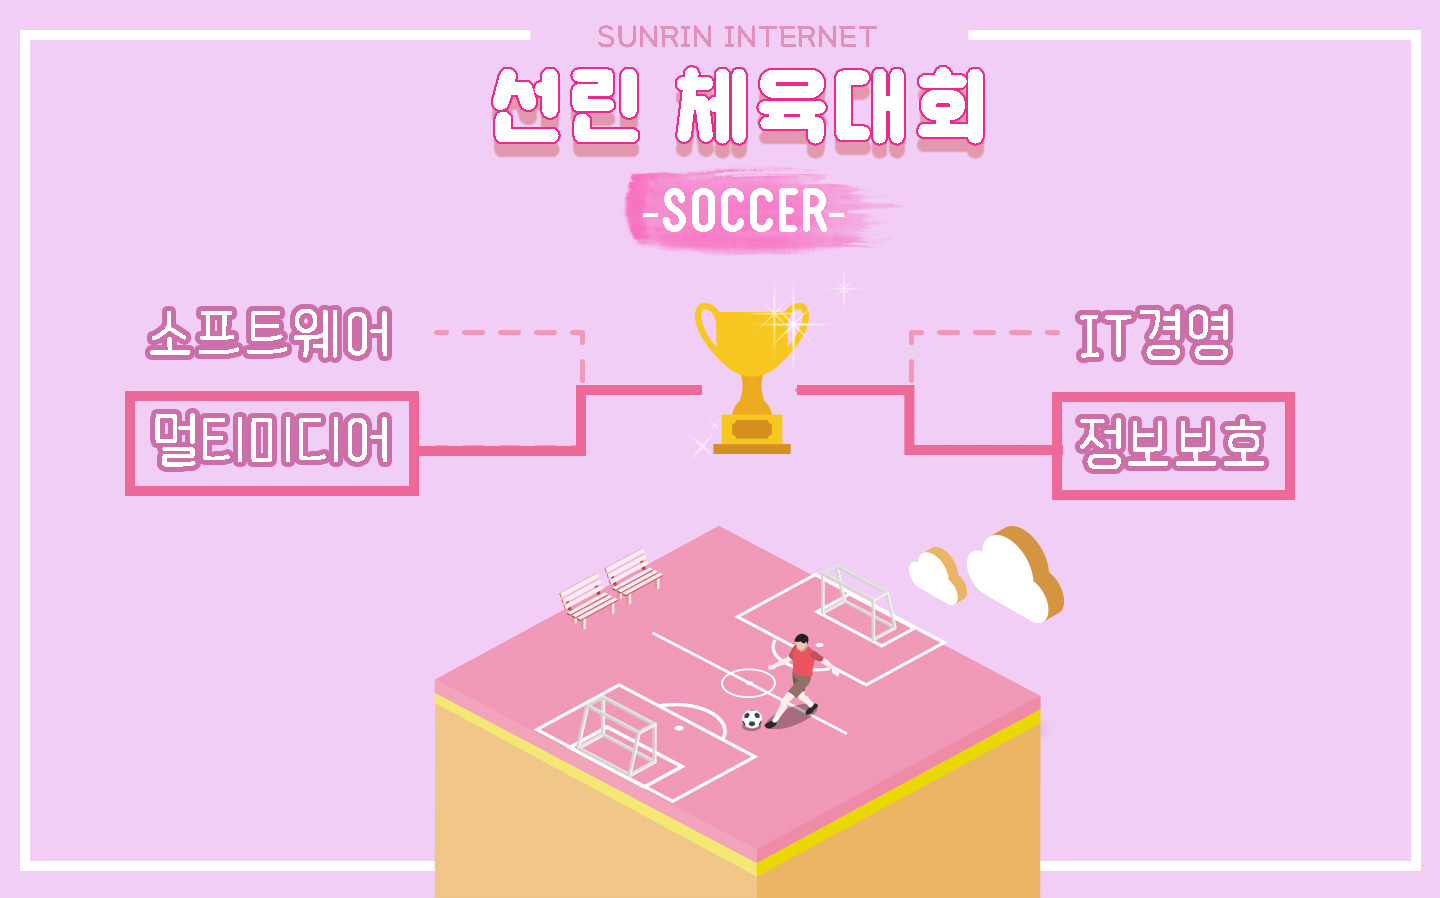 SUNRIN INTERNET
선린 체육대회
-SOCCER-
소프트웨어
IT경영
멀티미디어
정보보호